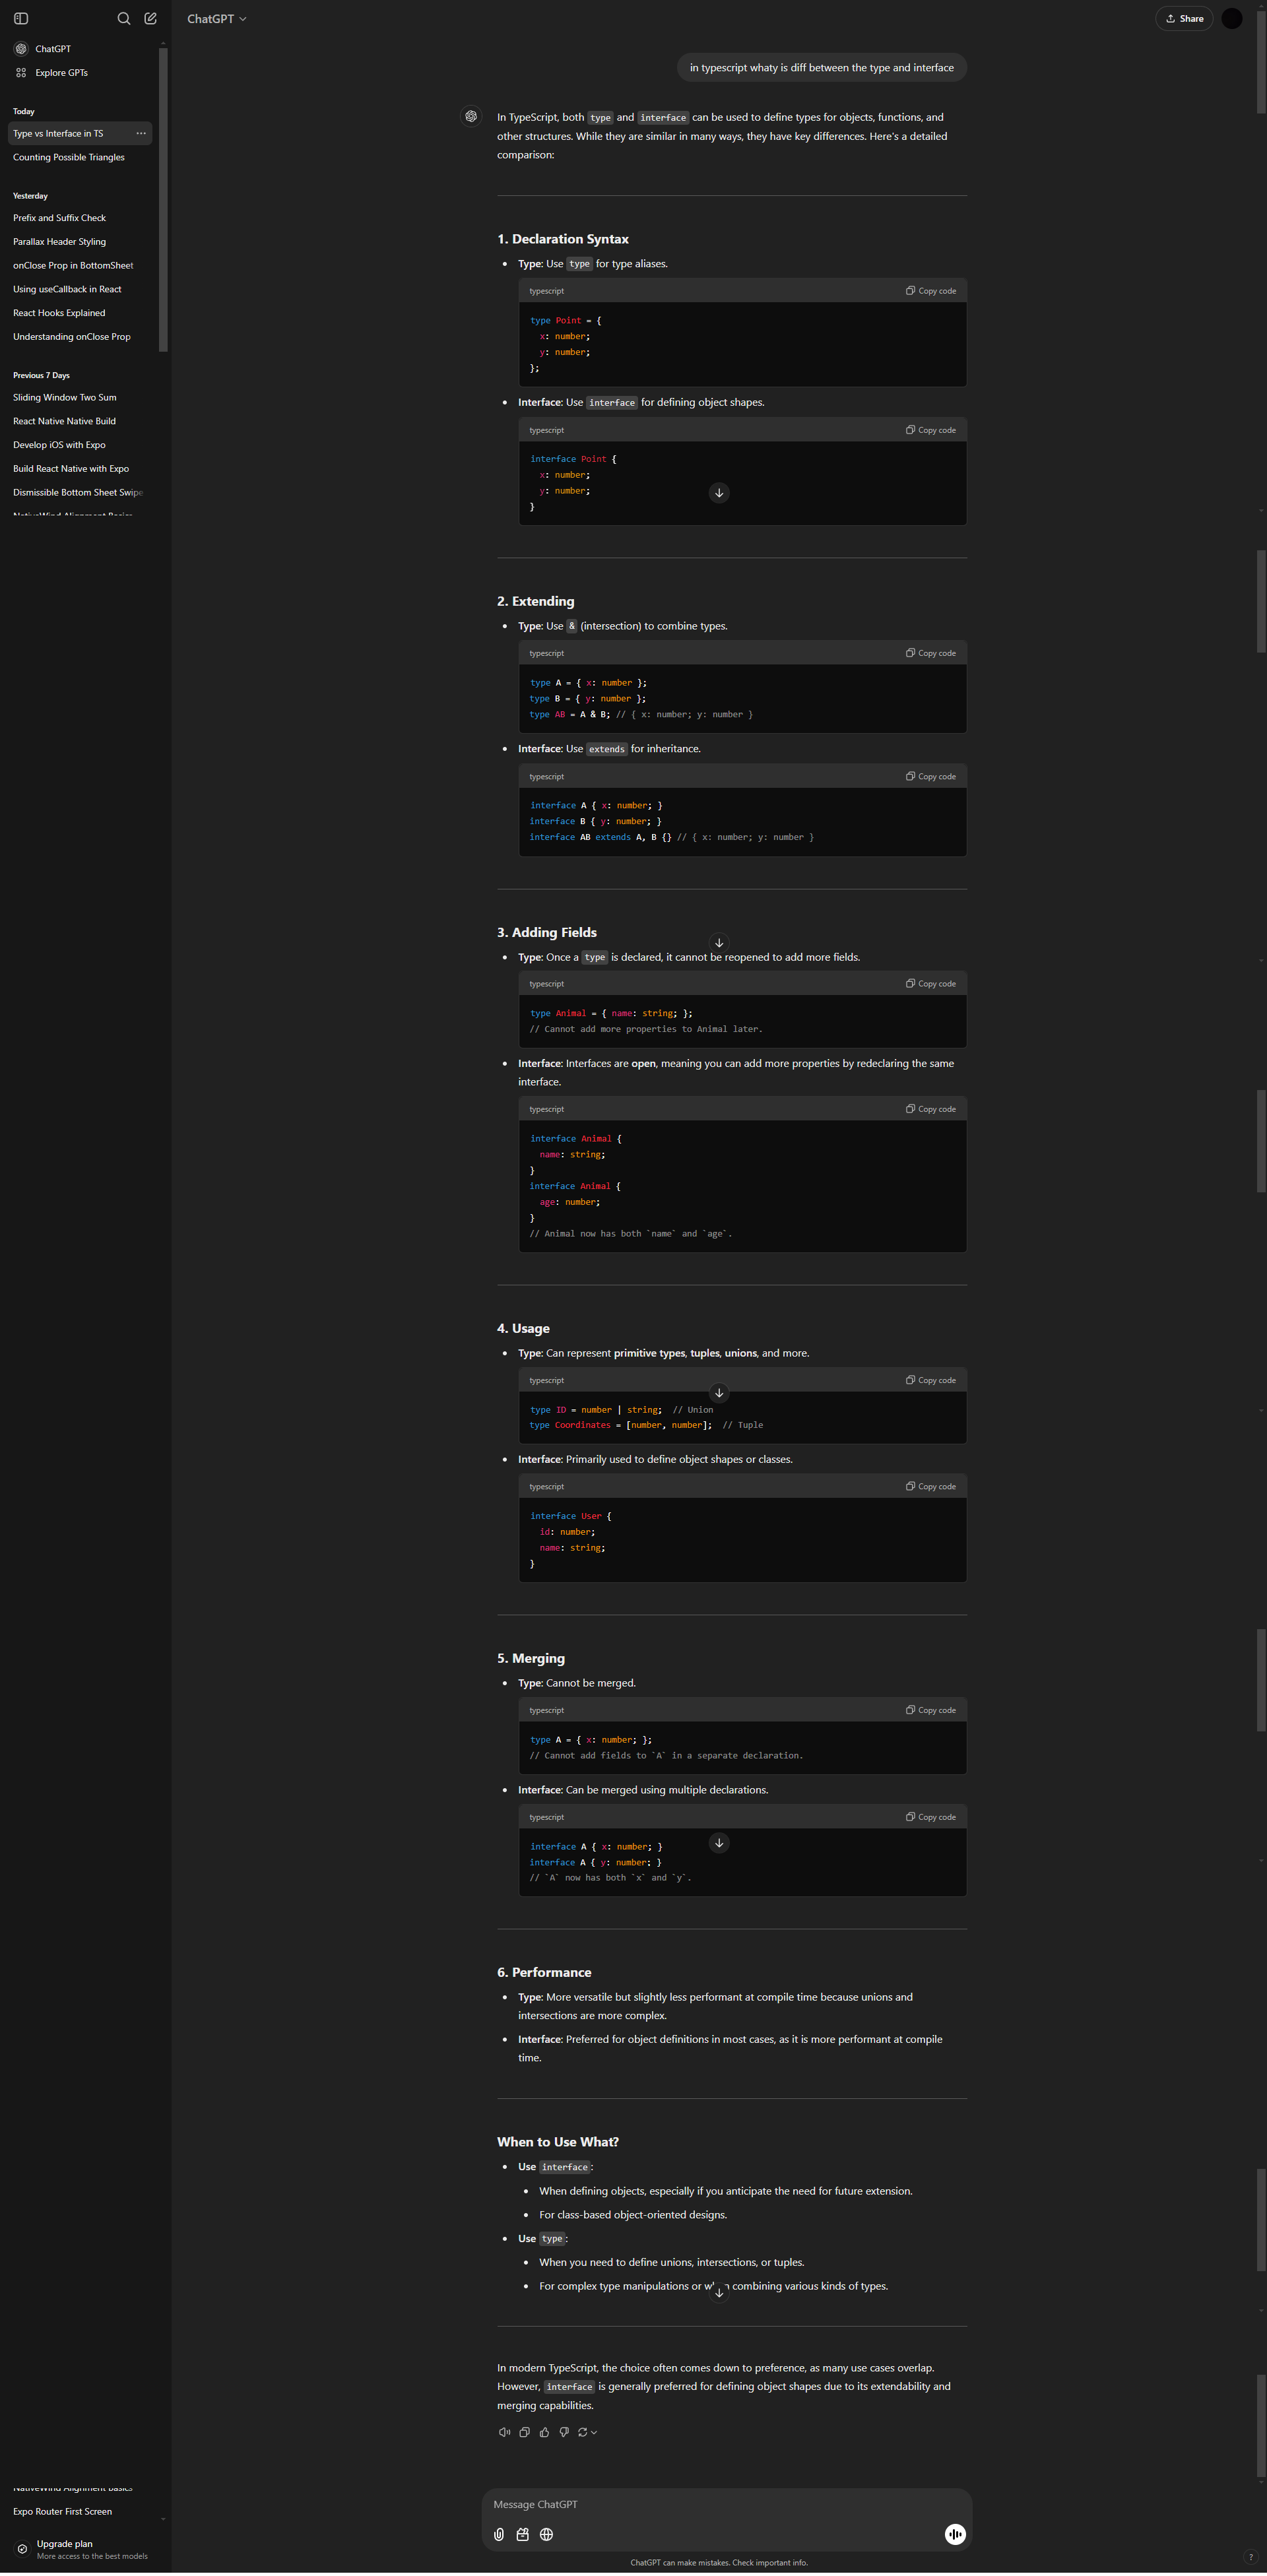 ChatGPT
Share
ChatGPT
Explore GPTs
Today
Type vs Interface in TS
Counting Possible Triangles
Yesterday
Prefix and Suffix Check
Parallax Header Styling
onClose Prop in BottomSheet
Using useCallback in React
React Hooks Explained
Understanding onClose Prop
Previous 7 Days
Sliding Window Two Sum
React Native Native Build
Develop iOS with Expo
Build React Native with Expo
Dismissible Bottom Sheet Swipe
NativeWind Alignment Basics
in typescript whaty is diff between the type and interface
In TypeScript, both type and interface can be used to define types for objects, functions, and
other structures. While they are similar in many ways, they have key differences. Here's a detailed
comparison:
1. Declaration Syntax
• Type: Use type for type aliases.
typescript Copy code
type Point = {
x: number;
y: number;
};
• Interface: Use interface for defining object shapes.
typescript Copy code
interface Point {
x: number;
y: number;
}
2. Extending
• Type: Use & (intersection) to combine types.
typescript Copy code
type A = { x: number };
type B = { y: number };
type AB = A & B; // { x: number; y: number }
• Interface: Use extends for inheritance.
typescript Copy code
interface A { x: number; }
interface B { y: number; }
interface AB extends A, B {} // { x: number; y: number }
3. Adding Fields
• Type: Once a type is declared, it cannot be reopened to add more fields.
typescript Copy code
type Animal = { name: string; };
// Cannot add more properties to Animal later.
• Interface: Interfaces are open, meaning you can add more properties by redeclaring the same
interface.
typescript Copy code
interface Animal {
name: string;
}
interface Animal {
age: number;
}
// Animal now has both `name` and `age`.
4. Usage
• Type: Can represent primitive types, tuples, unions, and more.
typescript Copy code
type ID = number | string; // Union
type Coordinates = [number, number]; // Tuple
• Interface: Primarily used to define object shapes or classes.
typescript Copy code
interface User {
id: number;
name: string;
}
5. Merging
• Type: Cannot be merged.
typescript Copy code
type A = { x: number; };
// Cannot add fields to `A` in a separate declaration.
• Interface: Can be merged using multiple declarations.
typescript Copy code
interface A { x: number; }
interface A { y: number; }
// `A` now has both `x` and `y`.
6. Performance
• Type: More versatile but slightly less performant at compile time because unions and
intersections are more complex.
• Interface: Preferred for object definitions in most cases, as it is more performant at compile
time.
When to Use What?
• Use interface:
• When defining objects, especially if you anticipate the need for future extension.
• For class-based object-oriented designs.
• Use type:
• When you need to define unions, intersections, or tuples.
• For complex type manipulations or when combining various kinds of types.
In modern TypeScript, the choice often comes down to preference, as many use cases overlap.
However, interface is generally preferred for defining object shapes due to its extendability and
merging capabilities.
NativeWind Alignment Basics
Expo Router First Screen
Upgrade plan
More access to the best models
Message ChatGPT
ChatGPT can make mistakes. Check important info.
?